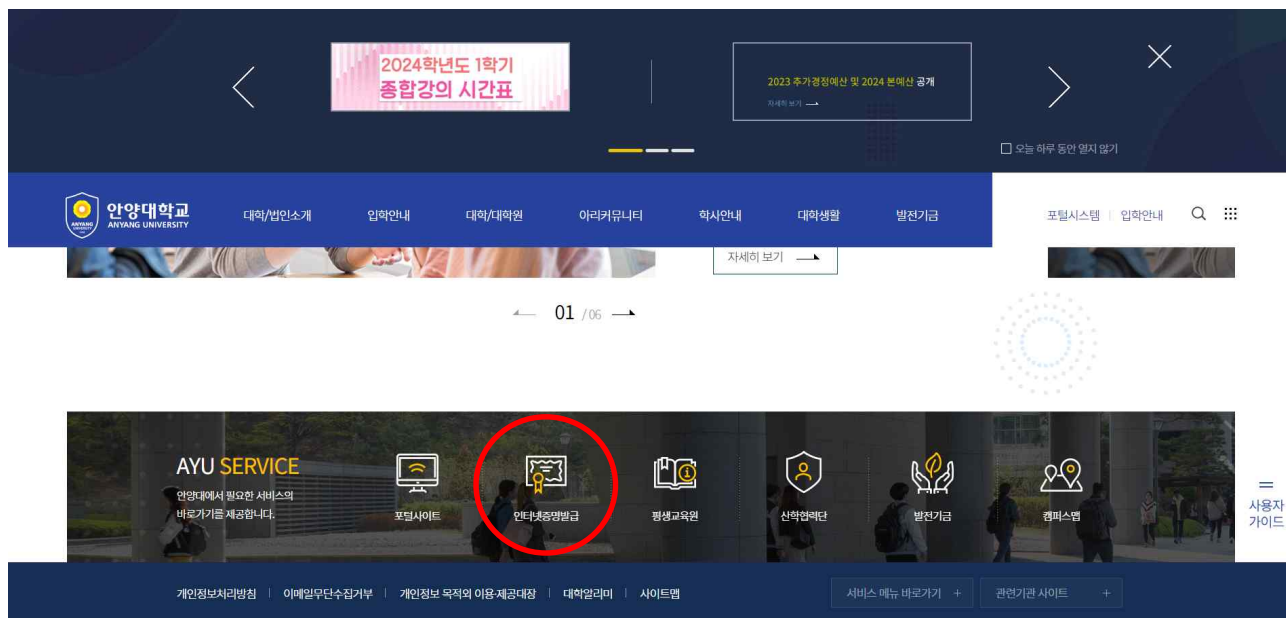 2024학년도 1학기
종합강의 시간표
2023 추가경정예산 및 2024 본예산 공개
자세히 보기
오늘 하루 동안 열지 않기
안양대학교
ANYANG UNIVERSITY
ANYANG
대학/법인소개 입학안내 대학/대학원 아리커뮤니티 학사안내 대학생활 발전기금
포털시스템 입학안내
자세히 보기
01 / 06
AYU SERVICE
안양대에서 필요한 서비스의
바로가기를 제공합니다.
포털사이트 인터넷증명발급 평생교육원 산학협력단 발전기금 캠퍼스맵
사용자
가이드
개인정보처리방침 이메일무단수집거부 개인정보 목적외 이용·제공대장 대학알리미 사이트맵
서비스 메뉴 바로가기 + 관련기관 사이트 +